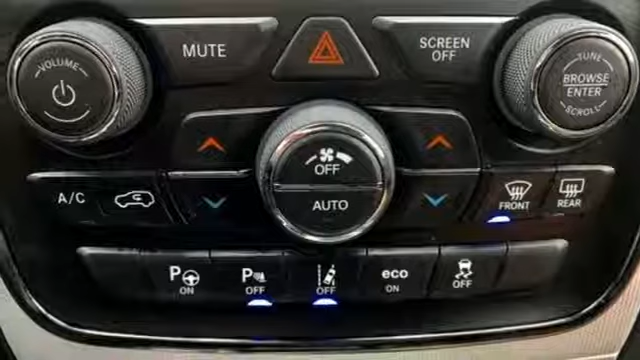 VOLUME
MUTE
SCREEN
OFF
TUNE
BROWSE
ENTER
SCROLL
OFF
AUTO
A/C
FRONT
REAR
P
ON
P
OFF
OFF
eco
ON
OFF